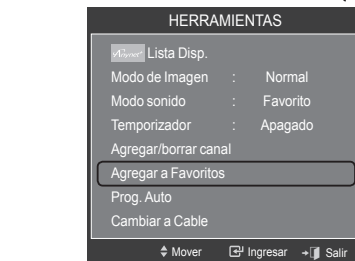 HERRAMIENTAS
Anynet+ Lista Disp.
Modo de Imagen : Normal
Modo sonido : Favorito
Temporizador : Apagado
Agregar/borrar canal
Agregar a Favoritos
Prog. Auto
Cambiar a Cable
Mover Ingresar Salir